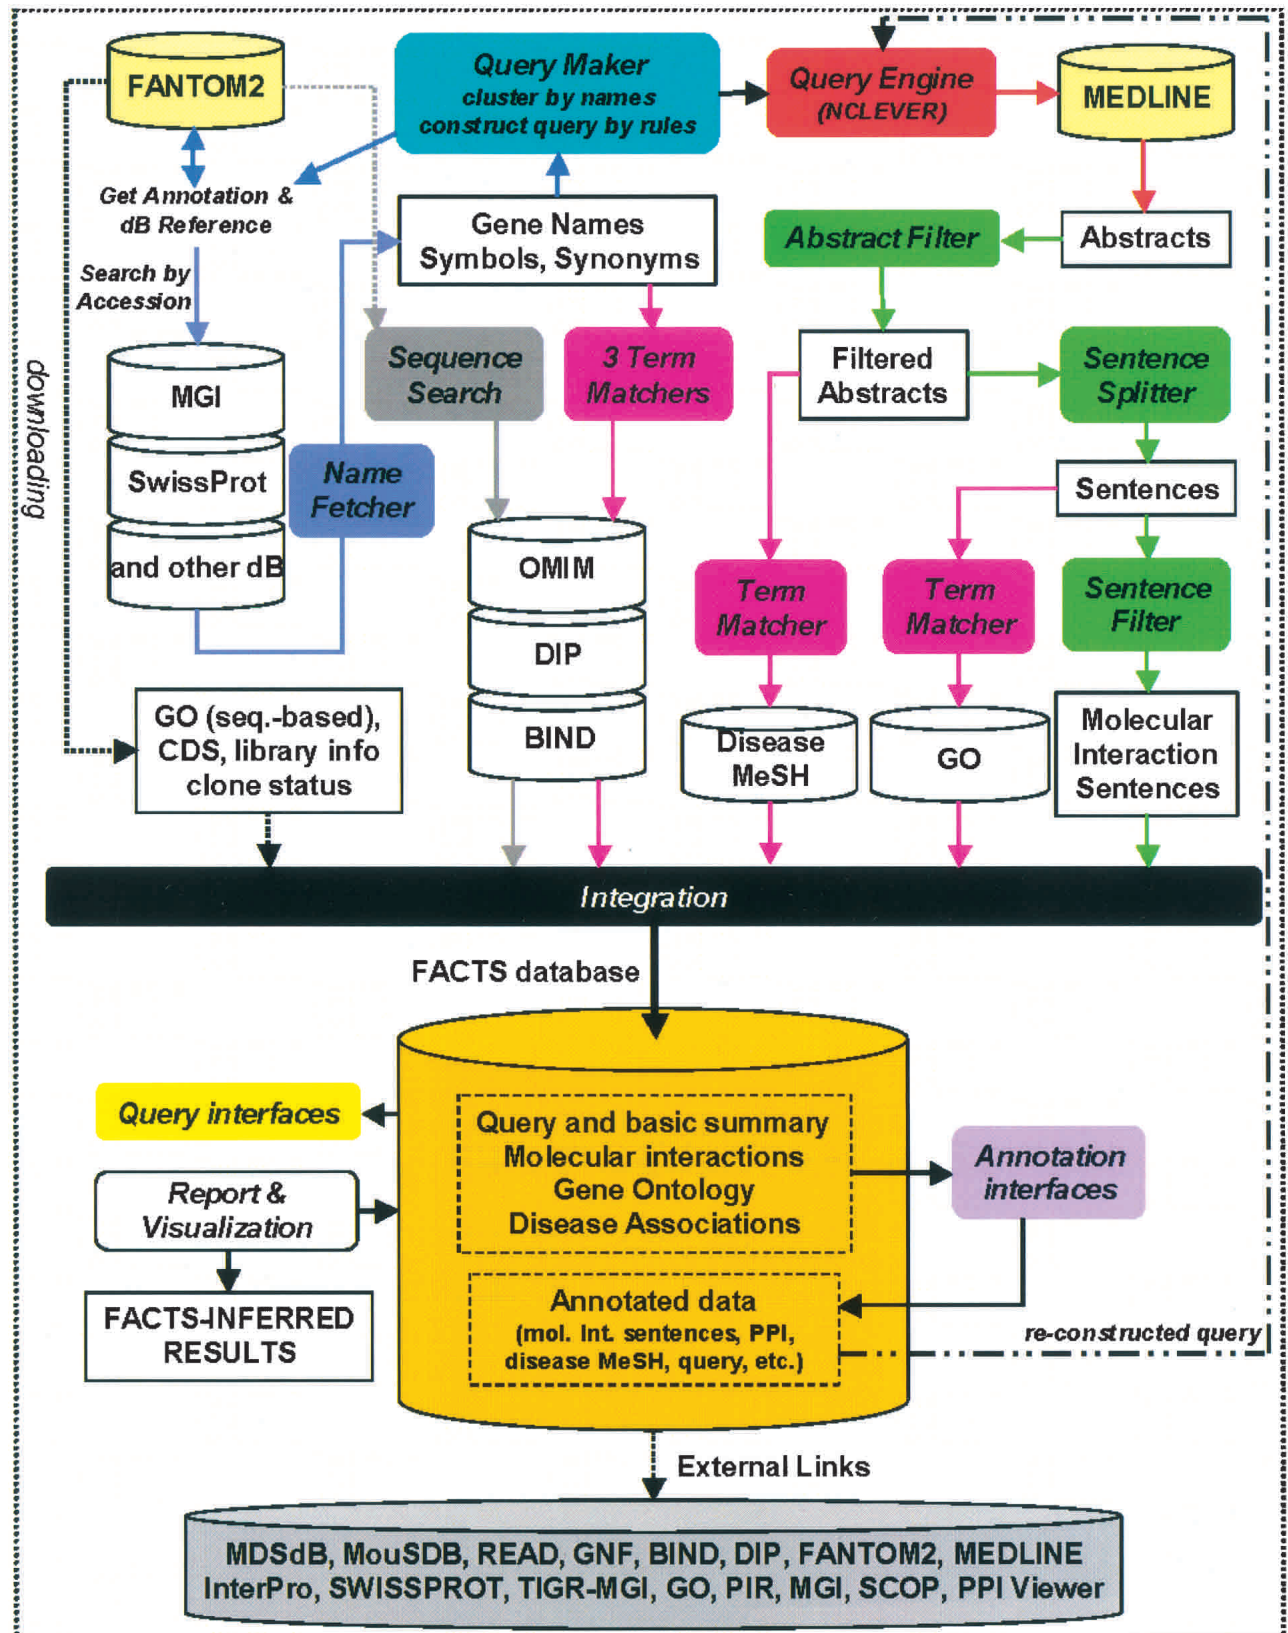 FANTOM2
Query Maker
cluster by names
construct query by rules
Query Engine
(NCLEVER)
MEDLINE
Get Annotation &
dB Reference
Gene Names
Symbols, Synonyms
Abstract Filter
Abstracts
Search by
Accession
downloading
MGI
SwissProt
and other dB
Name
Fetcher
Sequence
Search
3 Term
Matchers
Filtered
Abstracts
Sentence
Splitter
Sentences
OMIM
DIP
BIND
Term
Matcher
Term
Matcher
Sentence
Filter
GO (seq.-based),
CDS, library info
clone status
Disease
MeSH
GO
Molecular
Interaction
Sentences
Integration
FACTS database
Query interfaces
Query and basic summary
Molecular interactions
Gene Ontology
Disease Associations
Annotation
interfaces
Report &
Visualization
FACTS-INFERRED
RESULTS
Annotated data
(mol. Int. sentences, PPI,
disease MeSH, query, etc.)
re-constructed query
External Links
MDSdB, MouSDB, READ, GNF, BIND, DIP, FANTOM2, MEDLINE
InterPro, SWISSPROT, TIGR-MGI, GO, PIR, MGI, SCOP, PPI Viewer